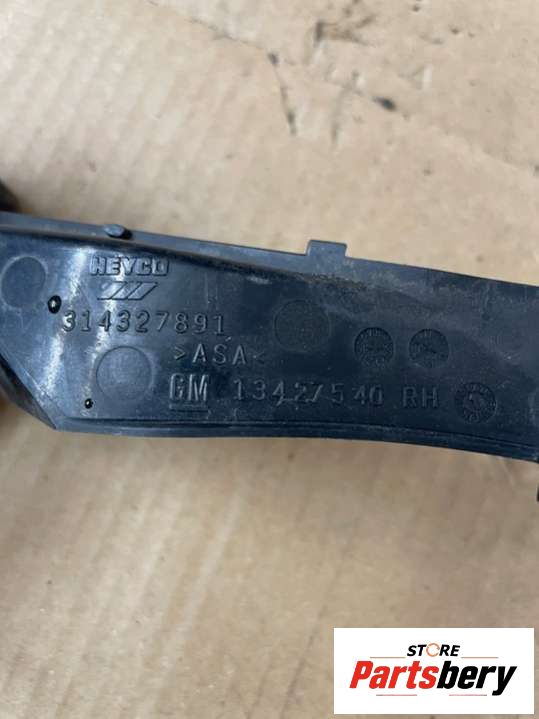 HEYCO
314327891
>ASA<
GM 13427540 RH
STORE
Partsbery